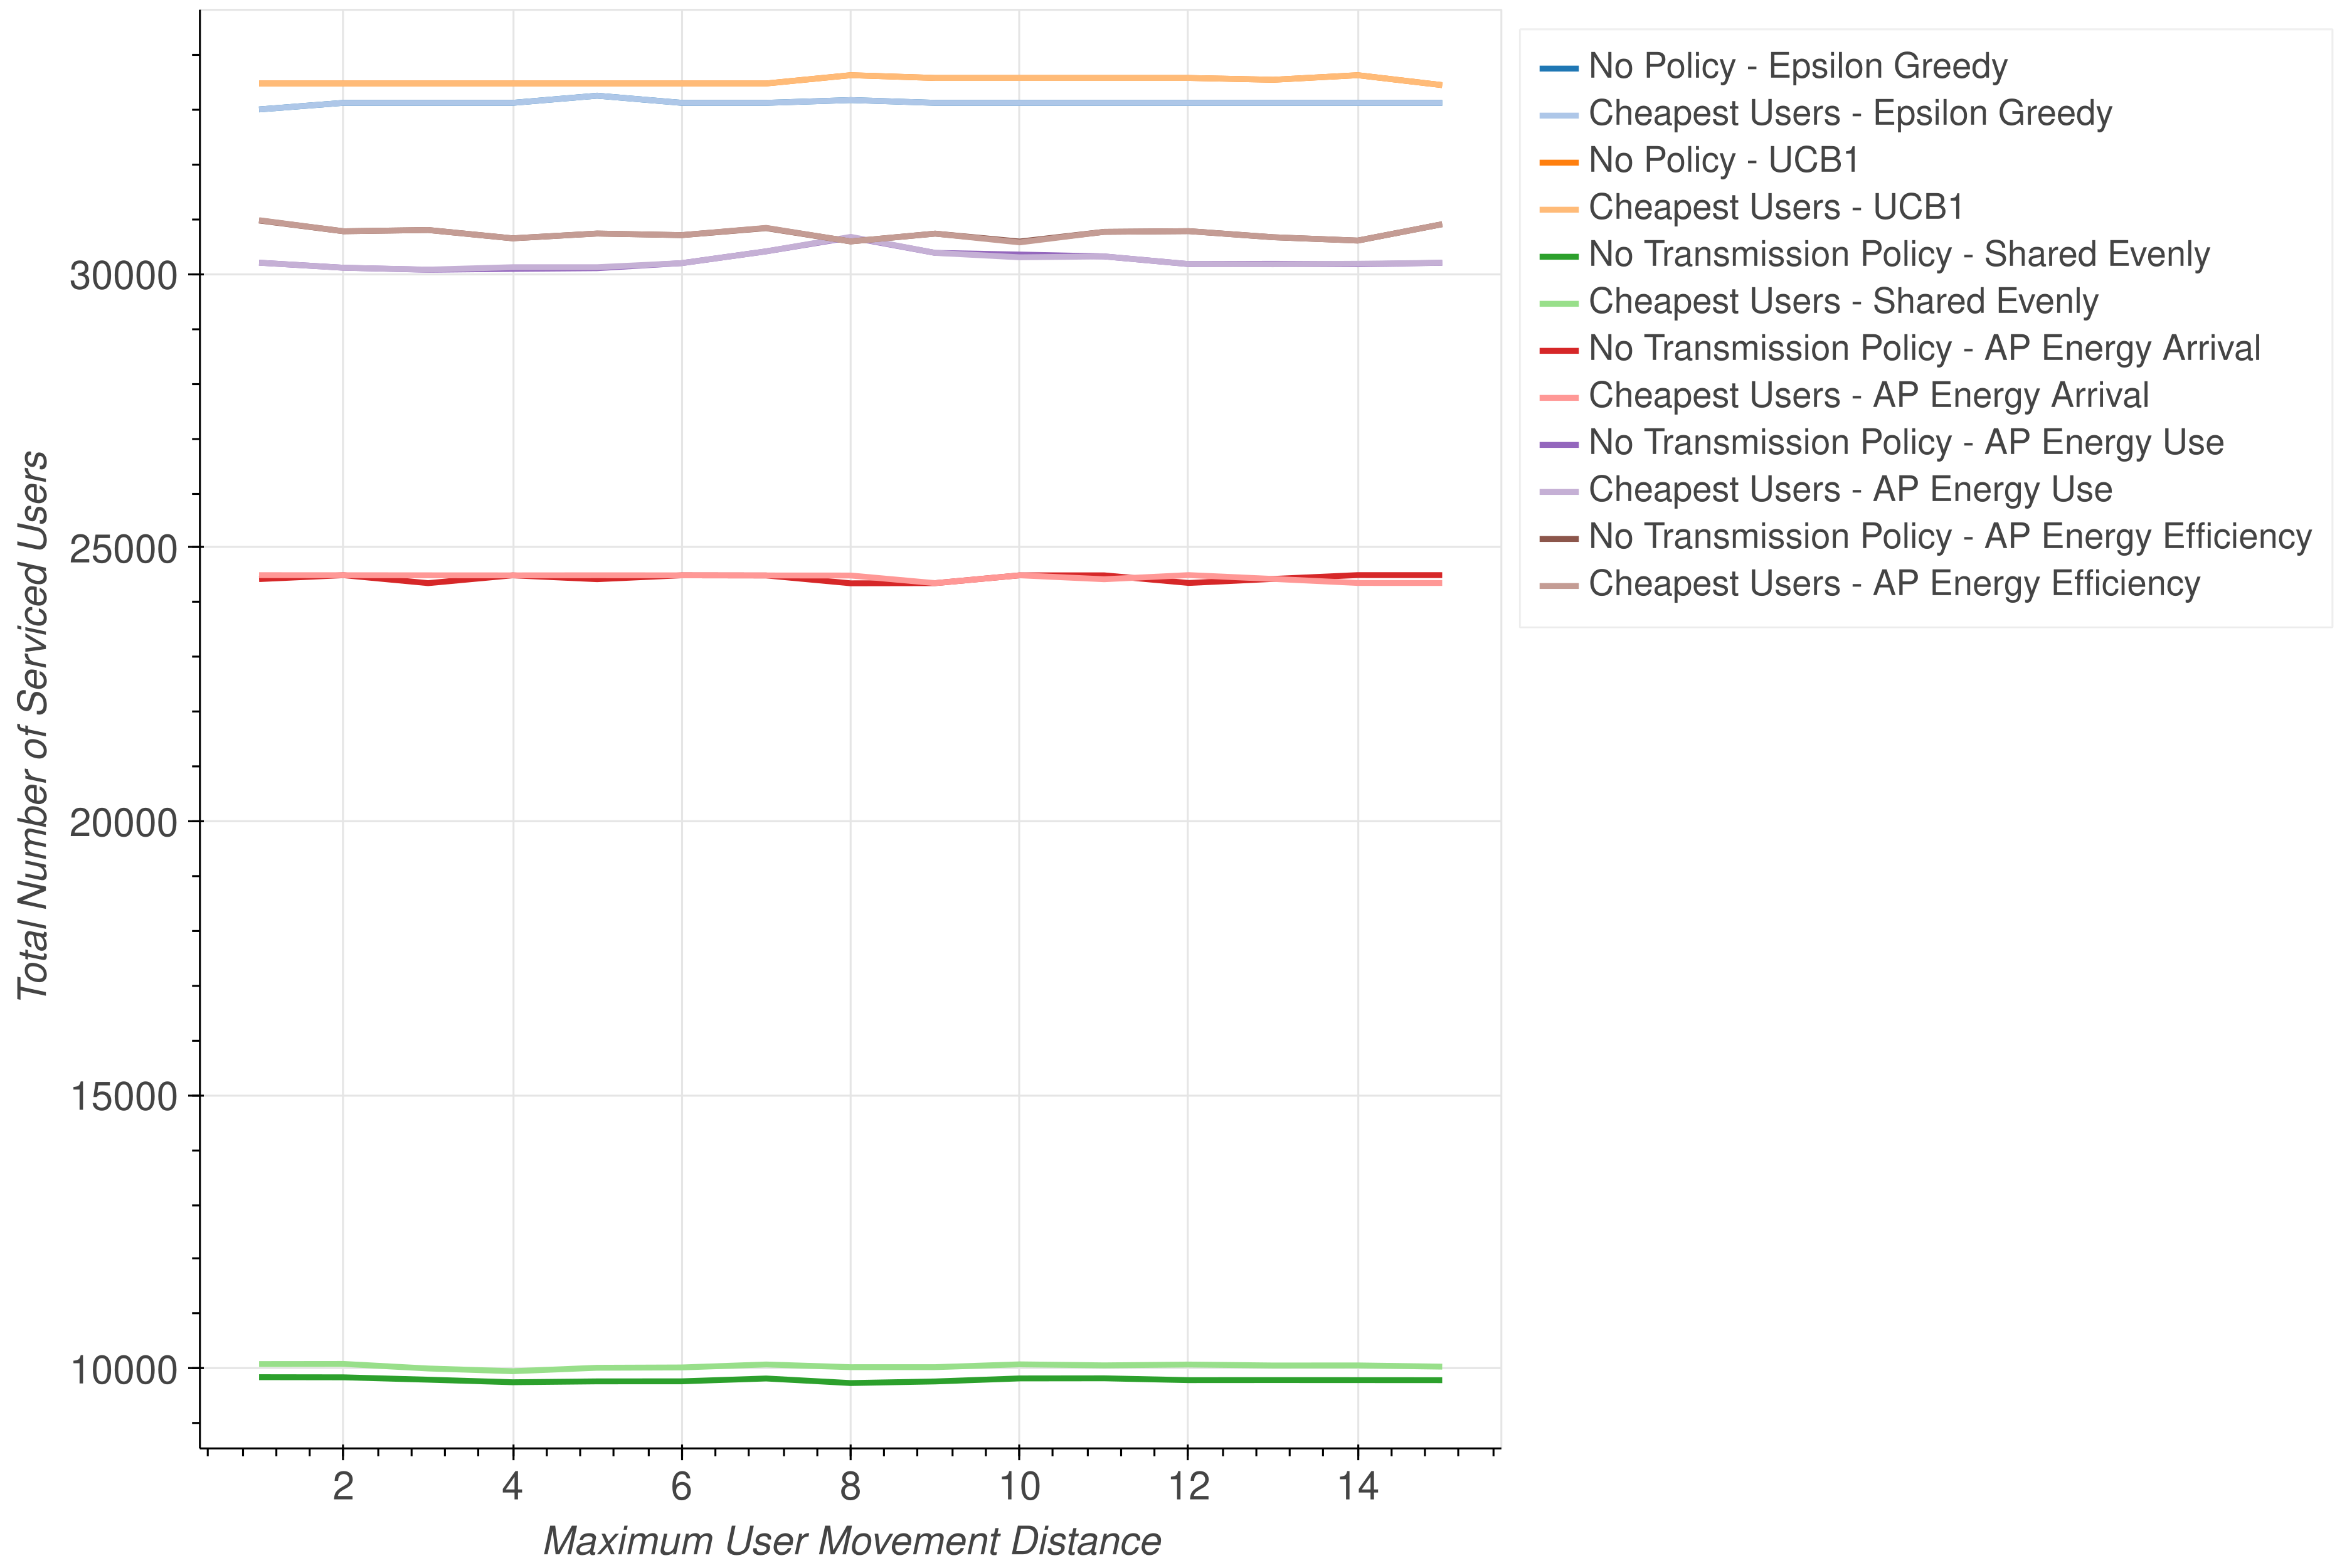 No Policy - Epsilon Greedy
Cheapest Users - Epsilon Greedy
No Policy - UCB1
Cheapest Users - UCB1
No Transmission Policy - Shared Evenly
Cheapest Users - Shared Evenly
No Transmission Policy - AP Energy Arrival
Cheapest Users - AP Energy Arrival
No Transmission Policy - AP Energy Use
Cheapest Users - AP Energy Use
No Transmission Policy - AP Energy Efficiency
Cheapest Users - AP Energy Efficiency
Total Number of Serviced Users
30000
25000
20000
15000
10000
2 4 6 8 10 12 14
Maximum User Movement Distance